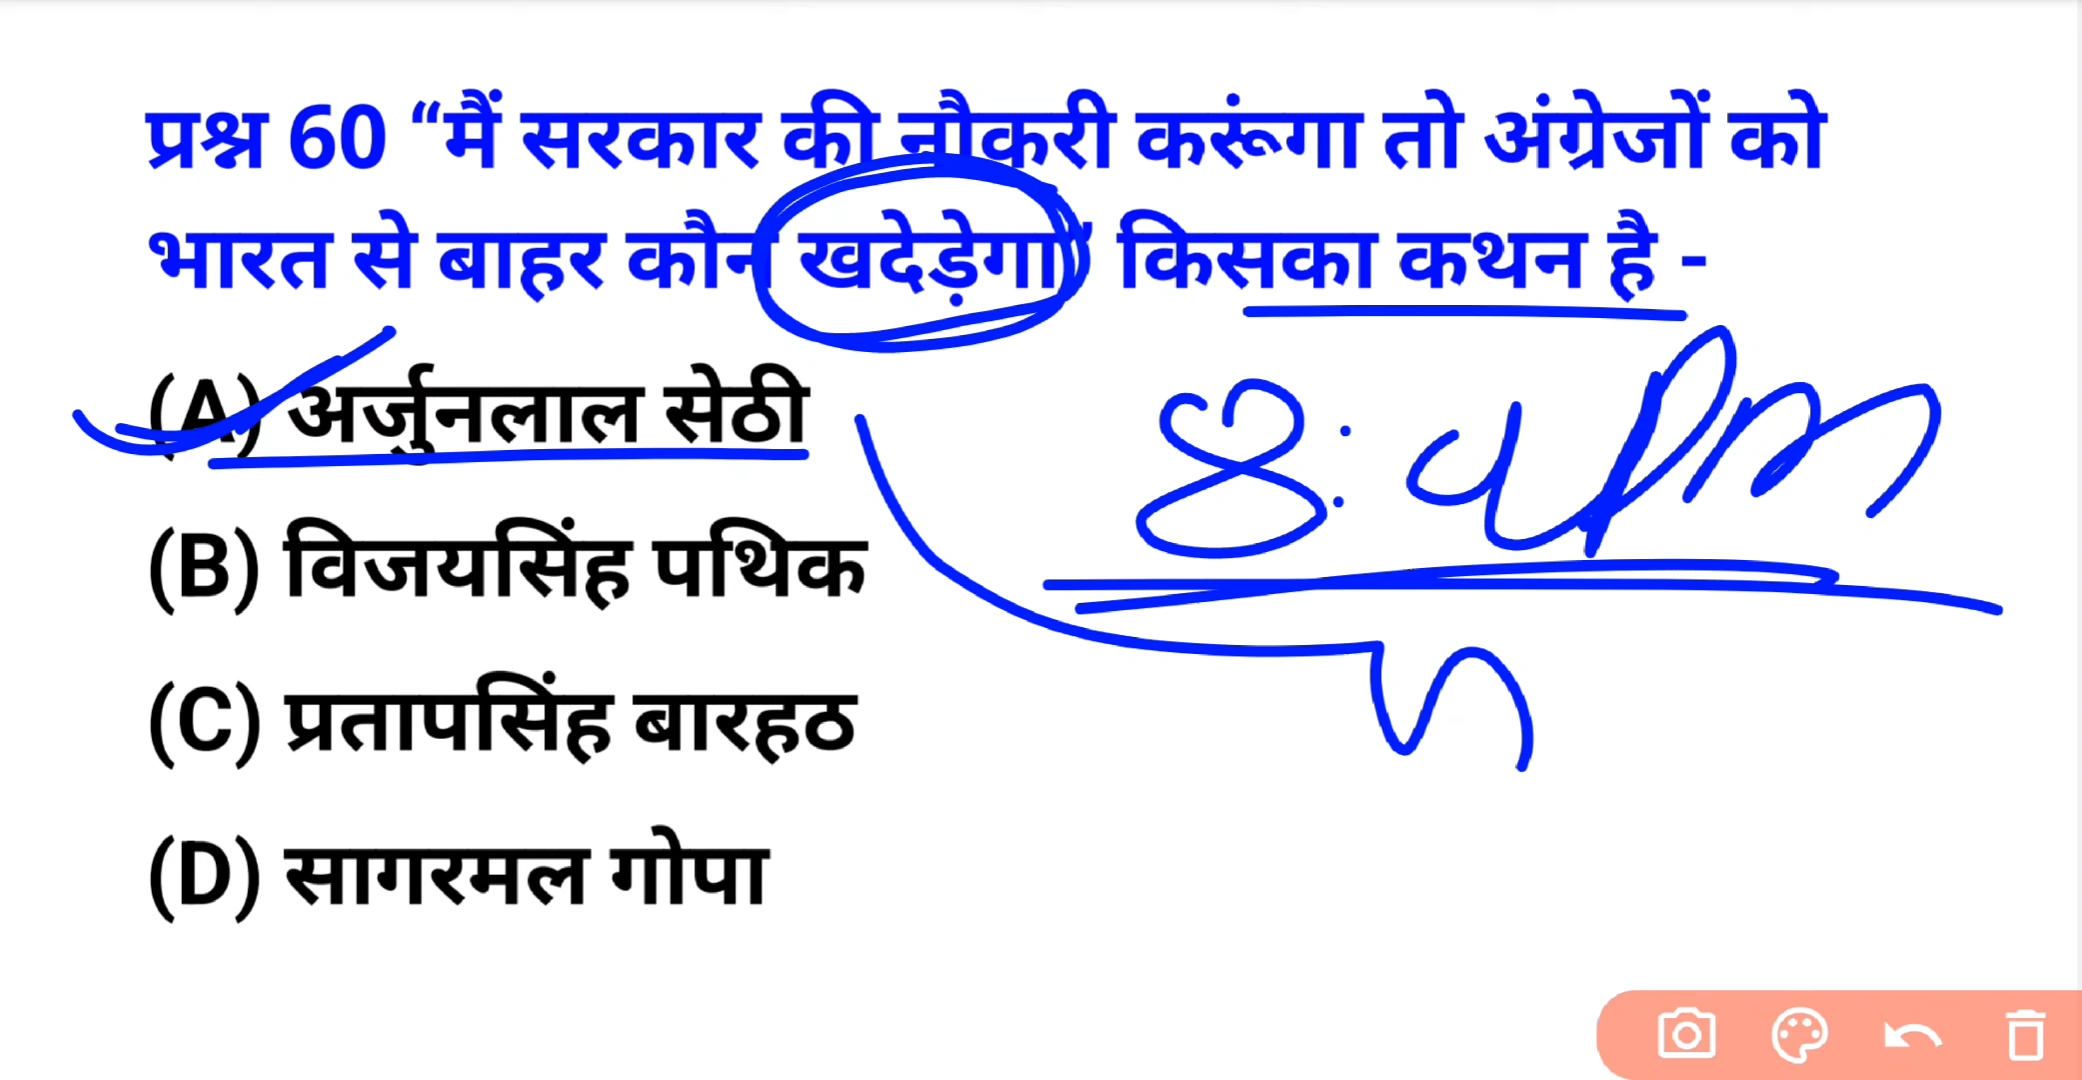 प्रश्न 60 “मैं सरकार की नौकरी करूंगा तो अंग्रेजों को
भारत से बाहर कौन खदेड़ेगा” किसका कथन है -
(A) अर्जुनलाल सेठी
(B) विजयसिंह पथिक
(C) प्रतापसिंह बारहठ
(D) सागरमल गोपा